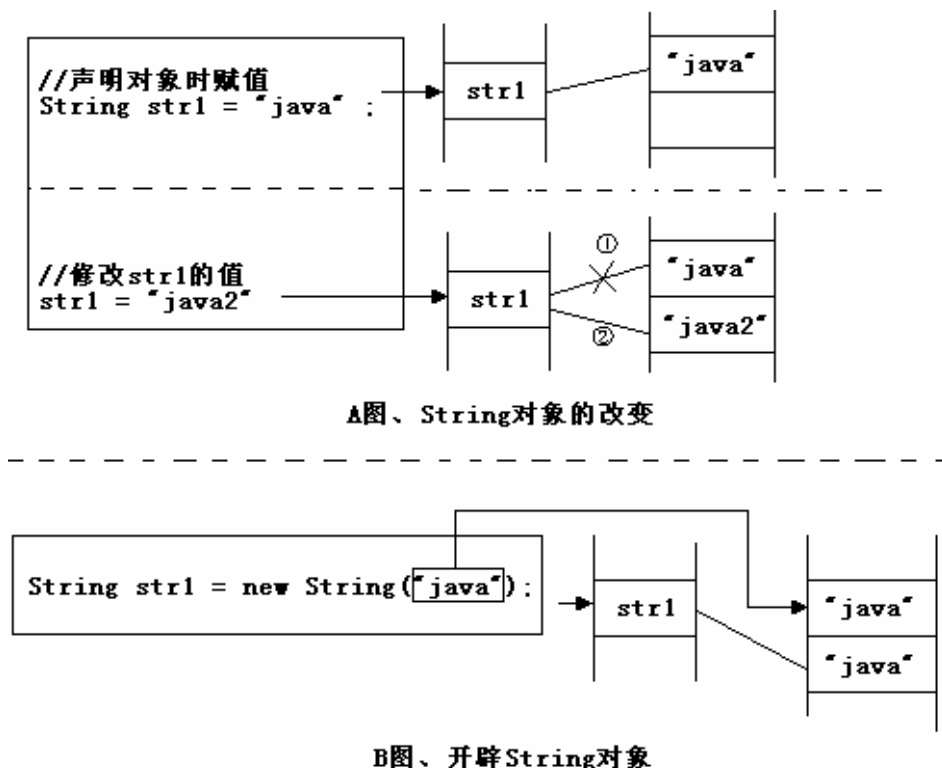 //声明对象时赋值
String str1 = "java" ;
str1
"java"
//修改str1的值
str1 = "java2"
str1
①
②
"java"
"java2"
A图、String对象的改变
String str1 = new String("java");
str1
"java"
"java"
B图、开辟String对象